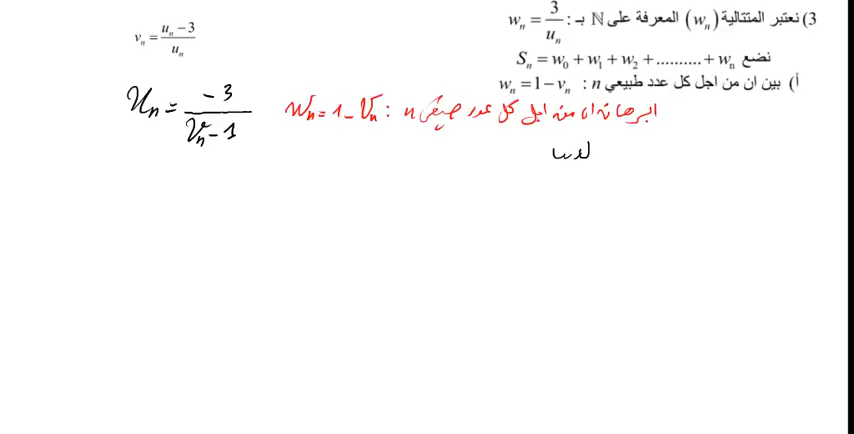 3) نعتبر المتتالية (w_n) المعرفة على ℕ بـ : w_n = 3/u_n
v_n = (u_n − 3)/u_n
نضع S_n = w_0 + w_1 + w_2 + .......... + w_n
أ) بين ان من اجل كل عدد طبيعي n : w_n = 1 − v_n
البرهان ان من اجل كل عدد طبيعي n : W_n = 1 − V_n
U_n = −3/(V_n − 1)
لدينا